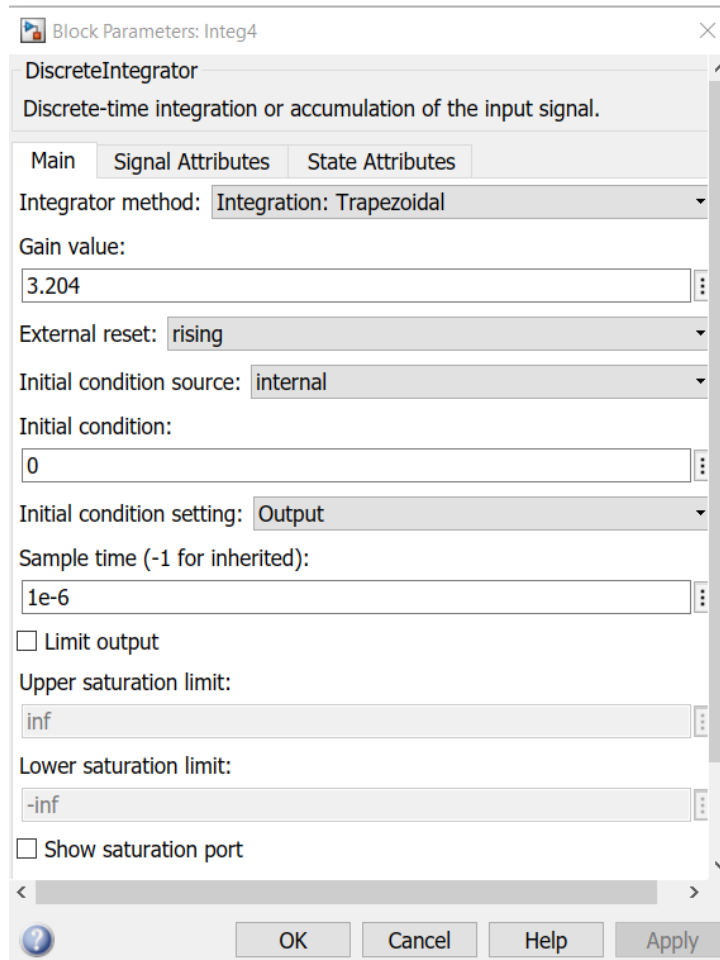 Block Parameters: Integ4
DiscreteIntegrator
Discrete-time integration or accumulation of the input signal.
Main Signal Attributes State Attributes
Integrator method: Integration: Trapezoidal
Gain value:
3.204
External reset: rising
Initial condition source: internal
Initial condition:
0
Initial condition setting: Output
Sample time (-1 for inherited):
1e-6
Limit output
Upper saturation limit:
inf
Lower saturation limit:
-inf
Show saturation port
? OK Cancel Help Apply